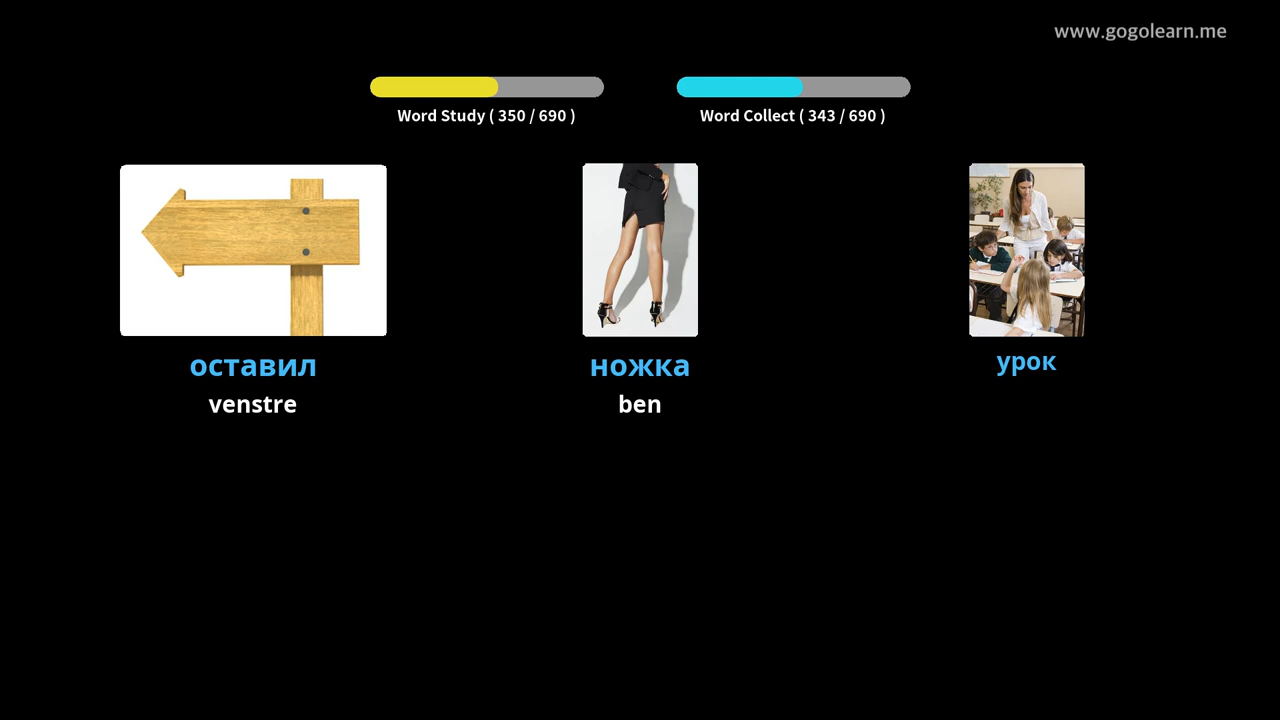 www.gogolearn.me
Word Study ( 350 / 690 )
Word Collect ( 343 / 690 )
оставил
venstre
ножка
ben
урок